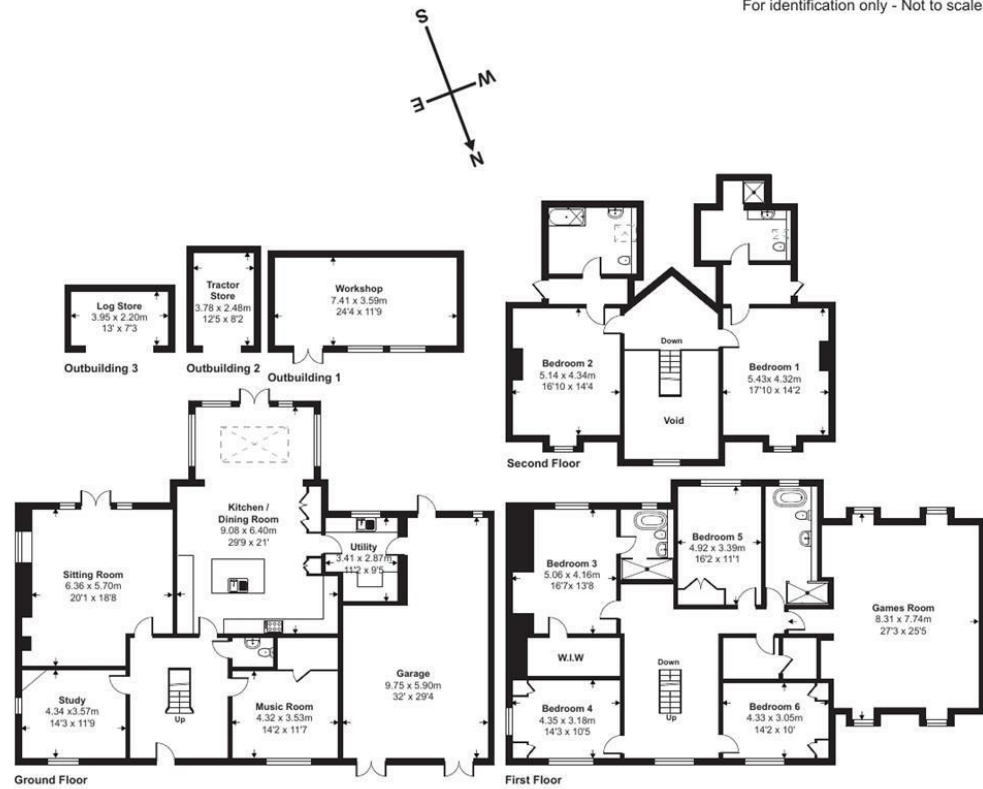 For identification only - Not to scale
S
W
E
N
Log Store
3.95 x 2.20m
13' x 7'3
Outbuilding 3
Tractor
Store
3.78 x 2.48m
12'5 x 8'2
Outbuilding 2
Workshop
7.41 x 3.59m
24'4 x 11'9
Outbuilding 1
Bedroom 2
5.14 x 4.34m
16'10 x 14'4
Down
Void
Bedroom 1
5.43x 4.32m
17'10 x 14'2
Second Floor
Sitting Room
6.36 x 5.70m
20'1 x 18'8
Kitchen /
Dining Room
9.08 x 6.40m
29'9 x 21'
Utility
3.41 x 2.87m
11'2 x 9'5
Study
4.34 x3.57m
14'3 x 11'9
Up
Music Room
4.32 x 3.53m
14'2 x 11'7
Garage
9.75 x 5.90m
32' x 29'4
Ground Floor
Bedroom 3
5.06 x 4.16m
16'7x 13'8
Bedroom 5
4.92 x 3.39m
16'2 x 11'1
Games Room
8.31 x 7.74m
27'3 x 25'5
W.I.W
Down
Up
Bedroom 4
4.35 x 3.18m
14'3 x 10'5
Bedroom 6
4.33 x 3.05m
14'2 x 10'
First Floor